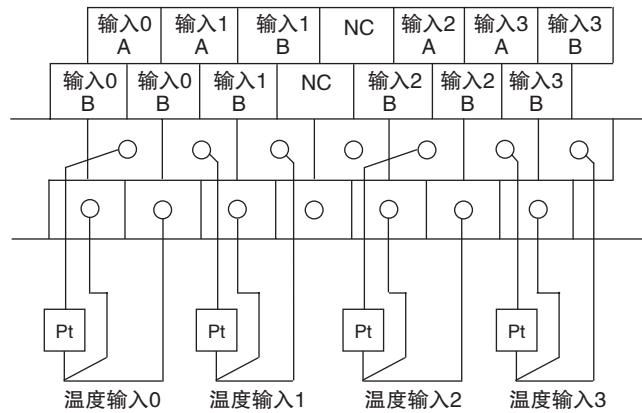 输入0 输入1 输入1 NC 输入2 输入3 输入3
A A B A A B
输入0 输入0 输入1 NC 输入2 输入2 输入3
B B B B B B
Pt Pt Pt Pt
温度输入0 温度输入1 温度输入2 温度输入3